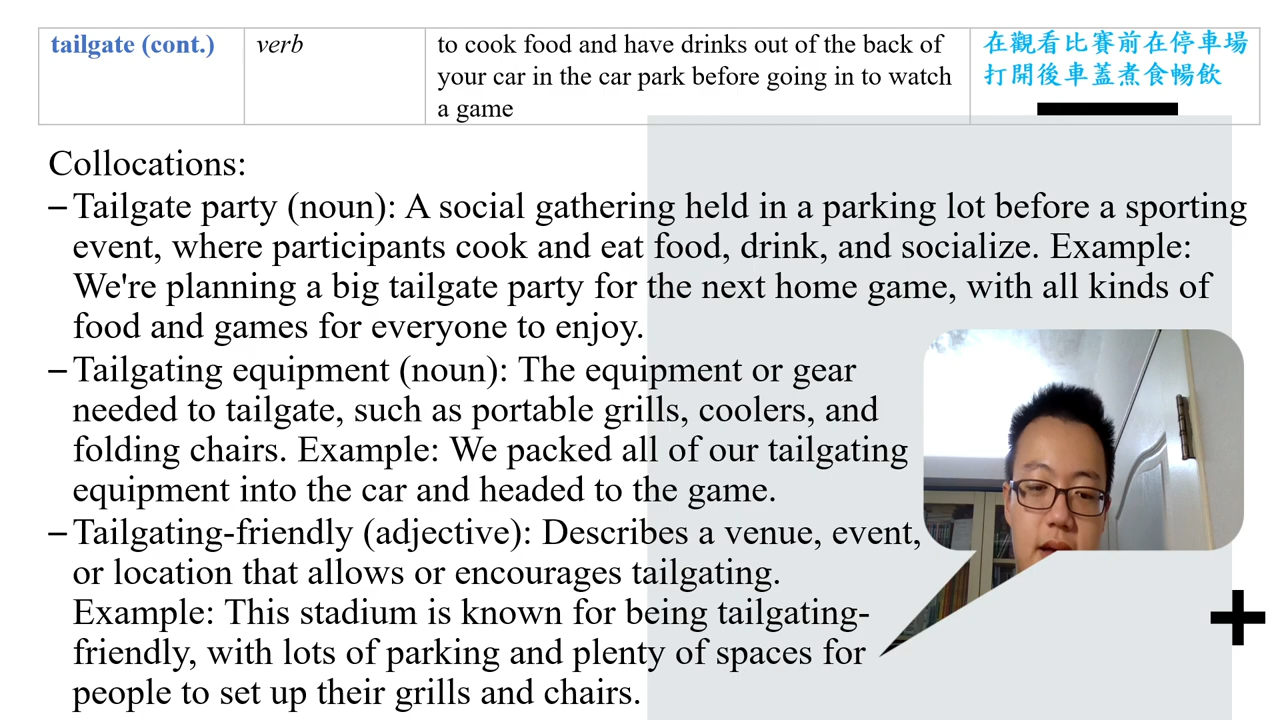 tailgate (cont.)
verb
to cook food and have drinks out of the back of
your car in the car park before going in to watch
a game
在觀看比賽前在停車場
打開後車蓋煮食暢飲
Collocations:
– Tailgate party (noun): A social gathering held in a parking lot before a sporting
event, where participants cook and eat food, drink, and socialize. Example:
We're planning a big tailgate party for the next home game, with all kinds of
food and games for everyone to enjoy.
– Tailgating equipment (noun): The equipment or gear
needed to tailgate, such as portable grills, coolers, and
folding chairs. Example: We packed all of our tailgating
equipment into the car and headed to the game.
– Tailgating-friendly (adjective): Describes a venue, event,
or location that allows or encourages tailgating.
Example: This stadium is known for being tailgating-
friendly, with lots of parking and plenty of spaces for
people to set up their grills and chairs.